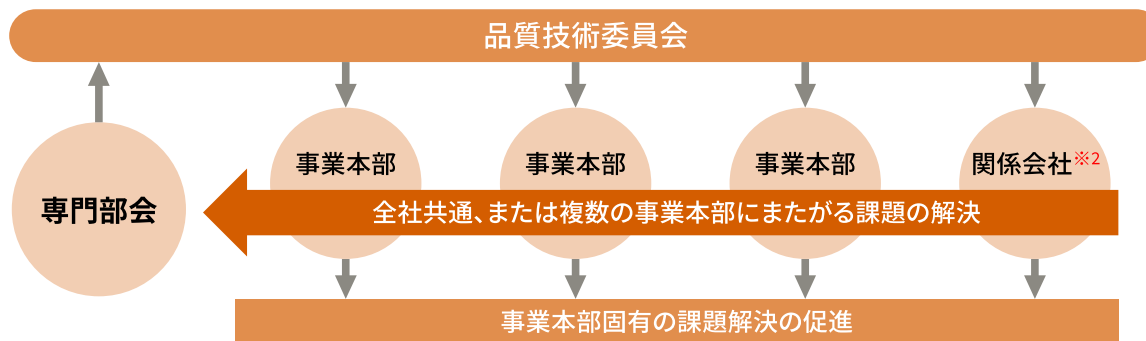 品質技術委員会
事業本部
事業本部
事業本部
関係会社※2
専門部会
全社共通、または複数の事業本部にまたがる課題の解決
事業本部固有の課題解決の促進